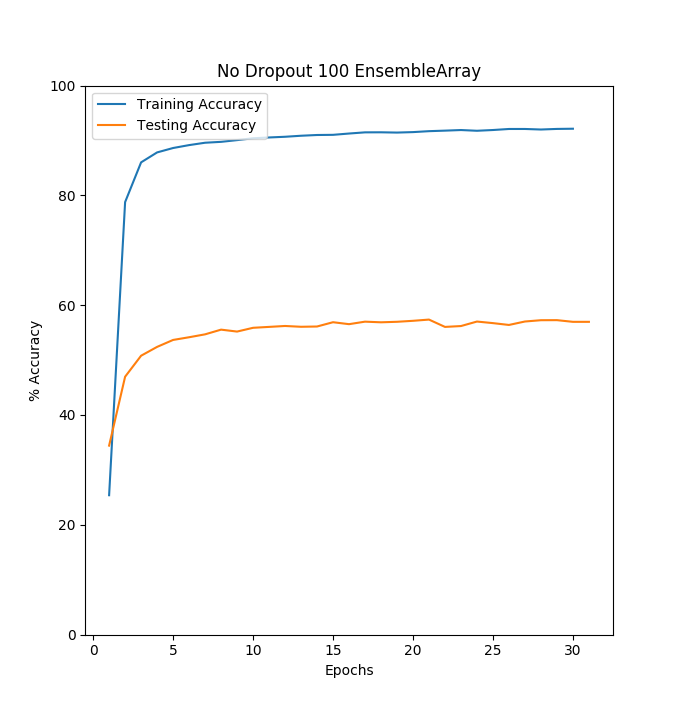 No Dropout 100 EnsembleArray
100
Training Accuracy
Testing Accuracy
80
60
% Accuracy
40
20
0
0 5 10 15 20 25 30
Epochs